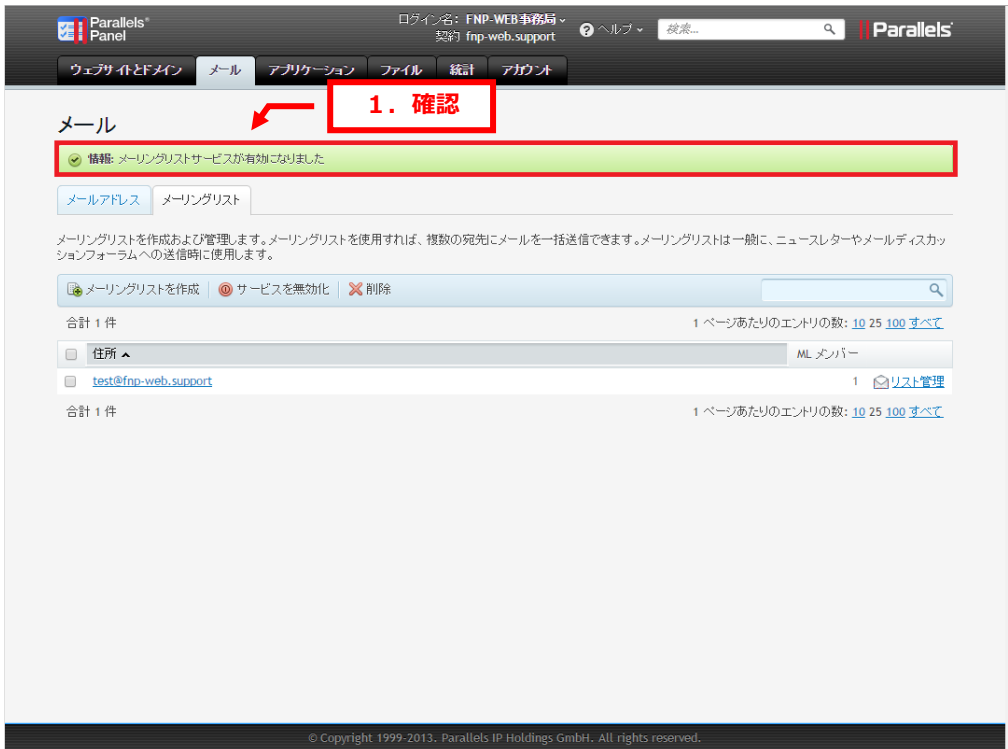 Parallels®
Panel
ログイン名: FNP-WEB事務局
契約 fnp-web.support
ヘルプ
検索...
Parallels
ウェブサイトとドメイン メール アプリケーション ファイル 統計 アカウント
1. 確認
メール
情報: メーリングリストサービスが有効になりました
メールアドレス メーリングリスト
メーリングリストを作成および管理します。メーリングリストを使用すれば、複数の宛先にメールを一括送信できます。メーリングリストは一般に、ニュースレターやメールディスカッ
ションフォーラムへの送信時に使用します。
メーリングリストを作成 サービスを無効化 削除
合計 1 件 1 ページあたりのエントリの数: 10 25 100 すべて
住所 ML メンバー
test@fnp-web.support 1 リスト管理
合計 1 件 1 ページあたりのエントリの数: 10 25 100 すべて
© Copyright 1999-2013. Parallels IP Holdings GmbH. All rights reserved.